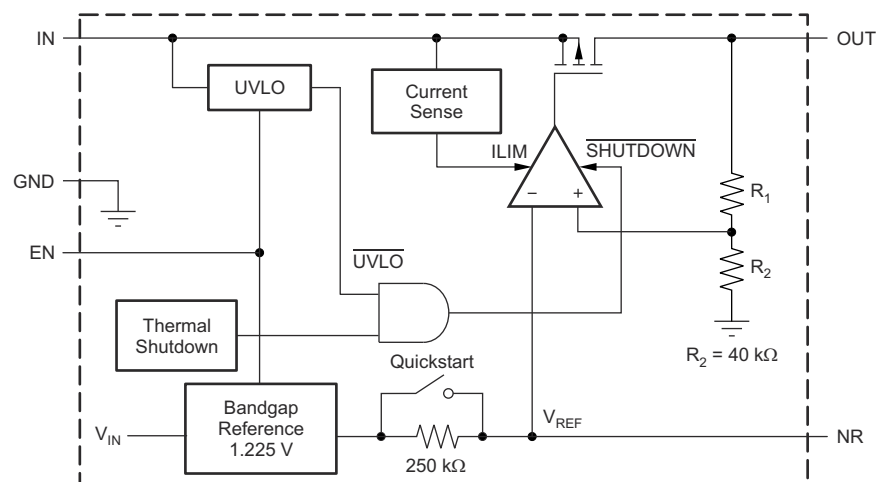 IN
OUT
UVLO
Current
Sense
ILIM
SHUTDOWN
GND
− +
R1
EN
UVLO
R2
Thermal
Shutdown
R2 = 40 kΩ
Quickstart
Bandgap
Reference
1.225 V
VIN
VREF
NR
250 kΩ